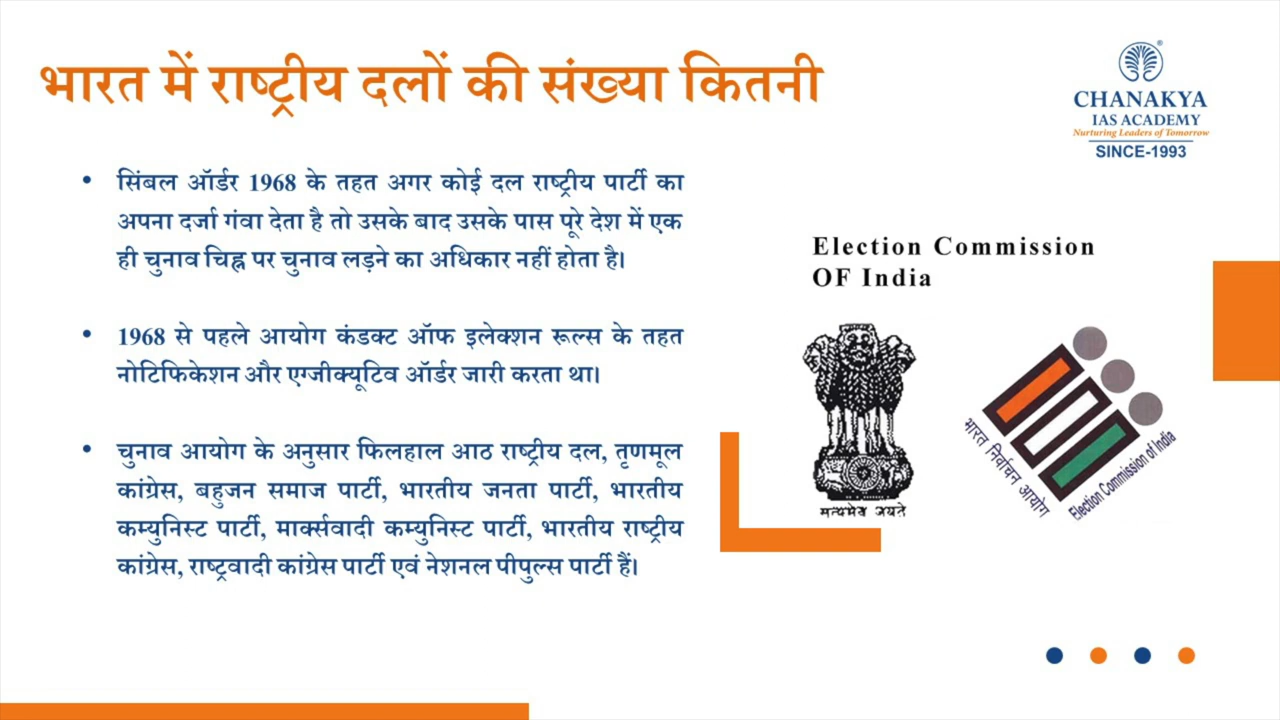 भारत में राष्ट्रीय दलों की संख्या कितनी
CHANAKYA
IAS ACADEMY
Nurturing Leaders of Tomorrow
SINCE-1993
• सिंबल ऑर्डर 1968 के तहत अगर कोई दल राष्ट्रीय पार्टी का
अपना दर्जा गंवा देता है तो उसके बाद उसके पास पूरे देश में एक
ही चुनाव चिह्न पर चुनाव लड़ने का अधिकार नहीं होता है।
• 1968 से पहले आयोग कंडक्ट ऑफ इलेक्शन रूल्स के तहत
नोटिफिकेशन और एग्जीक्यूटिव ऑर्डर जारी करता था।
• चुनाव आयोग के अनुसार फिलहाल आठ राष्ट्रीय दल, तृणमूल
कांग्रेस, बहुजन समाज पार्टी, भारतीय जनता पार्टी, भारतीय
कम्युनिस्ट पार्टी, मार्क्सवादी कम्युनिस्ट पार्टी, भारतीय राष्ट्रीय
कांग्रेस, राष्ट्रवादी कांग्रेस पार्टी एवं नेशनल पीपुल्स पार्टी हैं।
Election Commission
OF India
सत्यमेव जयते
भारत निर्वाचन आयोग
Election Commission of India